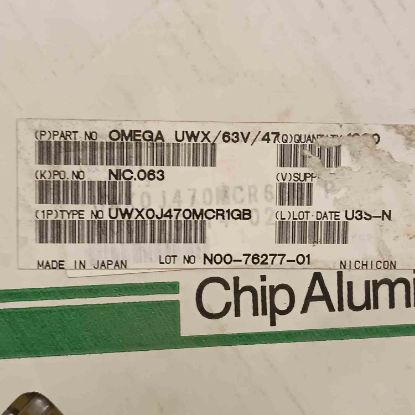 (P)PART NO OMEGA UWX/63V/47 (Q)QUANTITY
(K)PO.NO NIC.063 (V)SUPP
(1P)TYPE NO UWX0J470MCR1GB (L)LOT-DATE U3S-N
MADE IN JAPAN LOT NO N00-76277-01 NICHICON
Chip Alumi